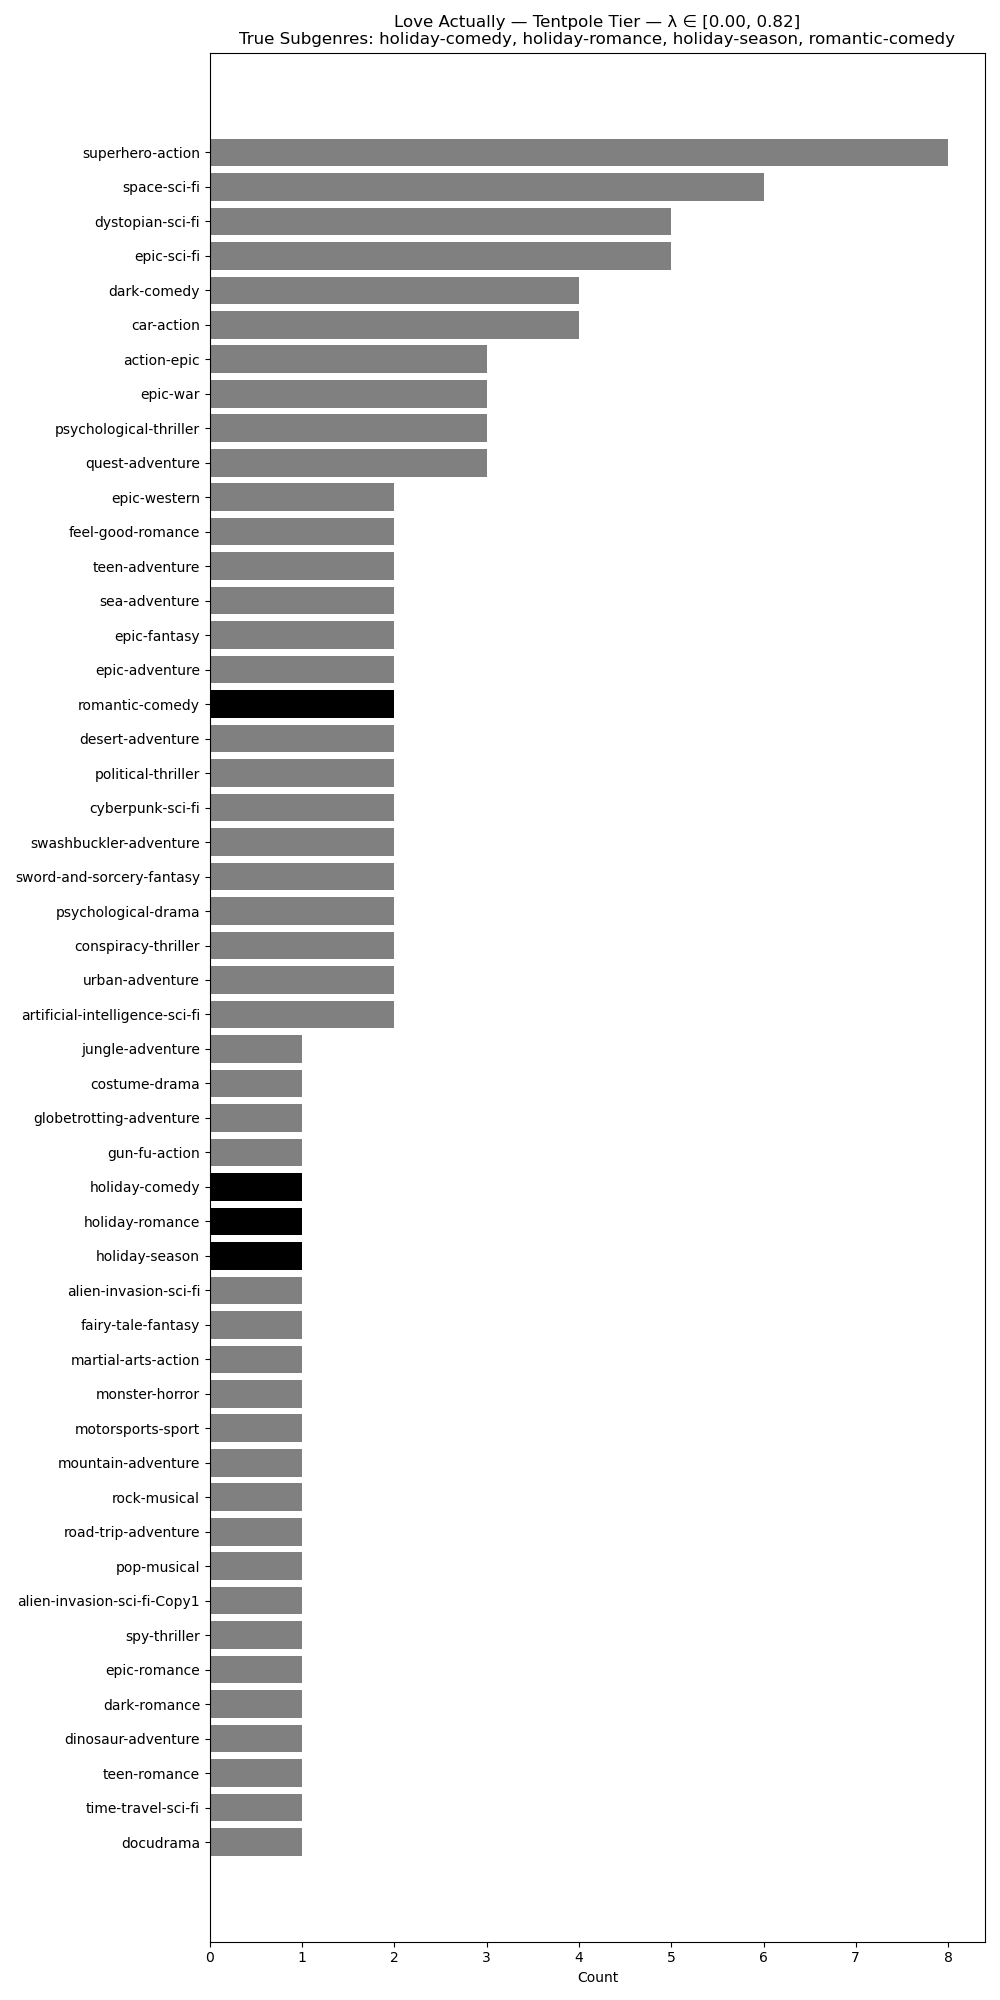 Love Actually — Tentpole Tier — λ ∈ [0.00, 0.82]
True Subgenres: holiday-comedy, holiday-romance, holiday-season, romantic-comedy
superhero-action
space-sci-fi
dystopian-sci-fi
epic-sci-fi
dark-comedy
car-action
action-epic
epic-war
psychological-thriller
quest-adventure
epic-western
feel-good-romance
teen-adventure
sea-adventure
epic-fantasy
epic-adventure
romantic-comedy
desert-adventure
political-thriller
cyberpunk-sci-fi
swashbuckler-adventure
sword-and-sorcery-fantasy
psychological-drama
conspiracy-thriller
urban-adventure
artificial-intelligence-sci-fi
jungle-adventure
costume-drama
globetrotting-adventure
gun-fu-action
holiday-comedy
holiday-romance
holiday-season
alien-invasion-sci-fi
fairy-tale-fantasy
martial-arts-action
monster-horror
motorsports-sport
mountain-adventure
rock-musical
road-trip-adventure
pop-musical
alien-invasion-sci-fi-Copy1
spy-thriller
epic-romance
dark-romance
dinosaur-adventure
teen-romance
time-travel-sci-fi
docudrama
0 1 2 3 4 5 6 7 8
Count